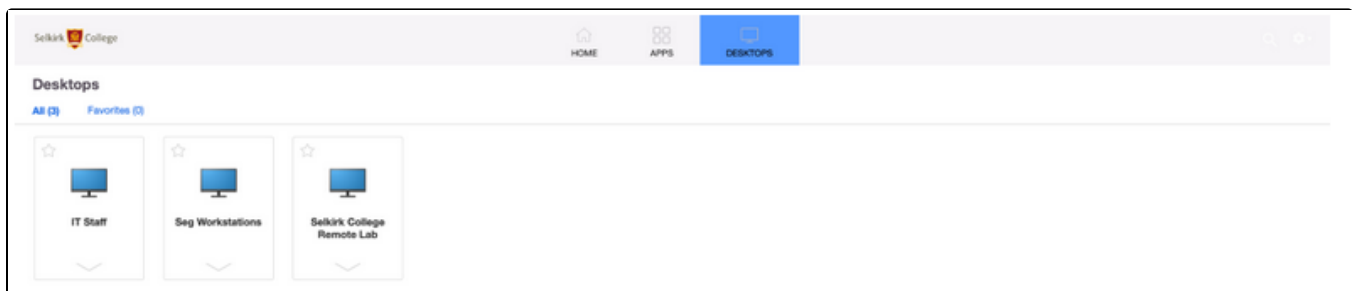 Selkirk College
HOME
APPS
DESKTOPS
Desktops
All (3)
Favorites (0)
IT Staff
Seg Workstations
Selkirk College
Remote Lab